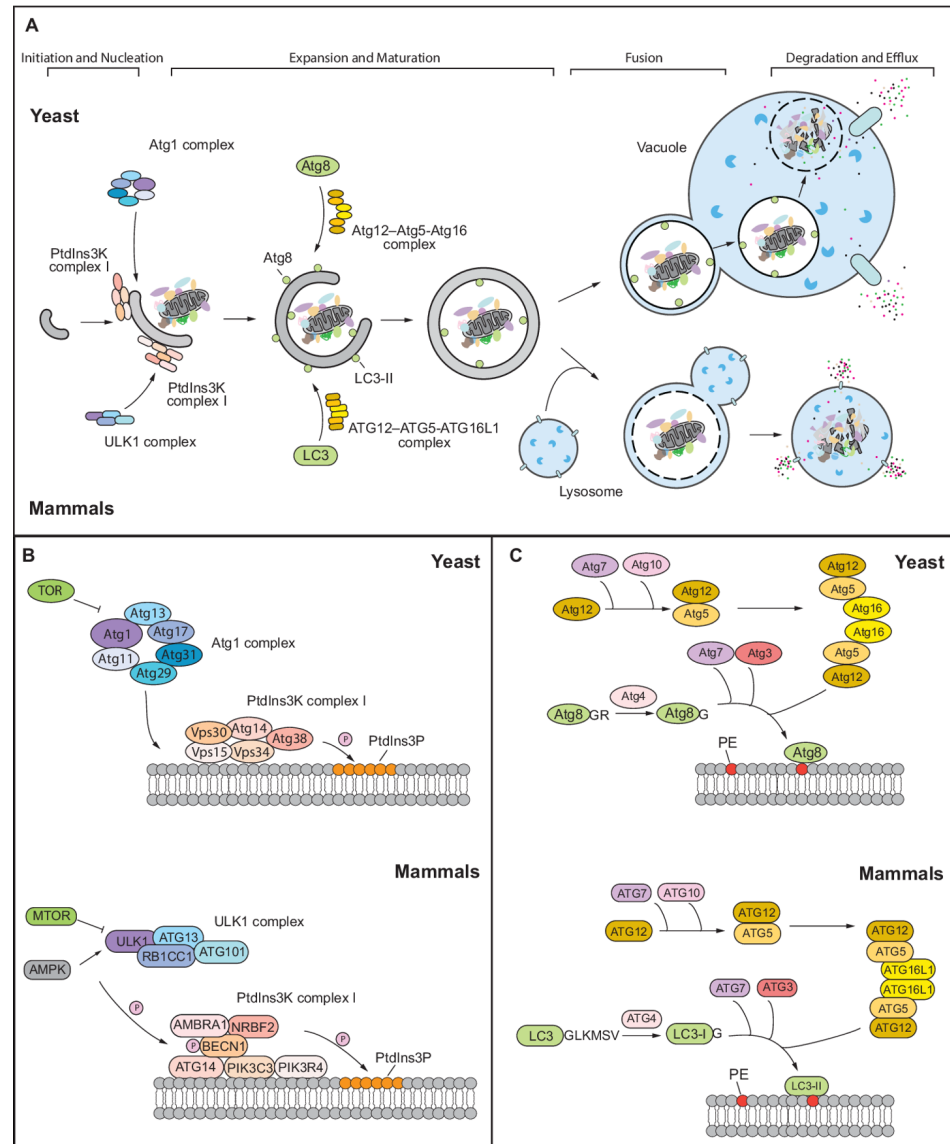 A
Initiation and Nucleation
Expansion and Maturation
Fusion
Degradation and Efflux
Yeast
Atg1 complex
Atg8
Vacuole
Atg12–Atg5-Atg16
complex
PtdIns3K
complex I
Atg8
LC3-II
PtdIns3K
complex I
ATG12–ATG5-ATG16L1
complex
ULK1 complex
LC3
Lysosome
Mammals
B
Yeast
TOR
Atg13
Atg1
Atg17
Atg1 complex
Atg31
Atg11
Atg29
PtdIns3K complex I
Vps30
Atg14
Atg38
P
PtdIns3P
Vps15
Vps34
Mammals
MTOR
ULK1 complex
ULK1
ATG13
RB1CC1
ATG101
AMPK
P
PtdIns3K complex I
AMBRA1
NRBF2
P
P
BECN1
PtdIns3P
ATG14
PIK3C3
PIK3R4
C
Yeast
Atg7
Atg10
Atg12
Atg12
Atg5
Atg12
Atg5
Atg16
Atg16
Atg5
Atg12
Atg7
Atg3
Atg4
Atg8GR
Atg8G
PE
Atg8
Mammals
ATG7
ATG10
ATG12
ATG12
ATG5
ATG12
ATG5
ATG16L1
ATG16L1
ATG5
ATG12
ATG7
ATG3
ATG4
LC3GLKMSV
LC3-IG
PE
LC3-II